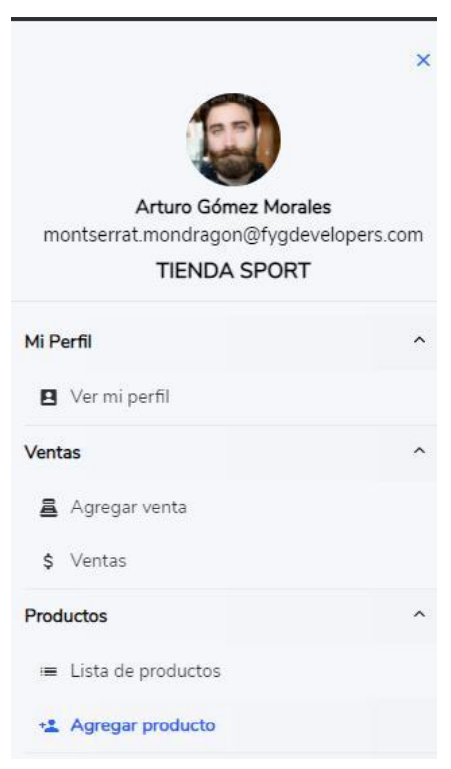 ×
Arturo Gómez Morales
montserrat.mondragon@fygdevelopers.com
TIENDA SPORT
Mi Perfil
Ver mi perfil
Ventas
Agregar venta
$ Ventas
Productos
Lista de productos
Agregar producto